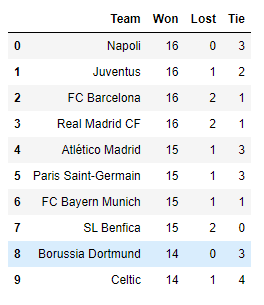 Team Won Lost Tie
0 Napoli 16 0 3
1 Juventus 16 1 2
2 FC Barcelona 16 2 1
3 Real Madrid CF 16 2 1
4 Atlético Madrid 15 1 3
5 Paris Saint-Germain 15 1 3
6 FC Bayern Munich 15 1 1
7 SL Benfica 15 2 0
8 Borussia Dortmund 14 0 3
9 Celtic 14 1 4